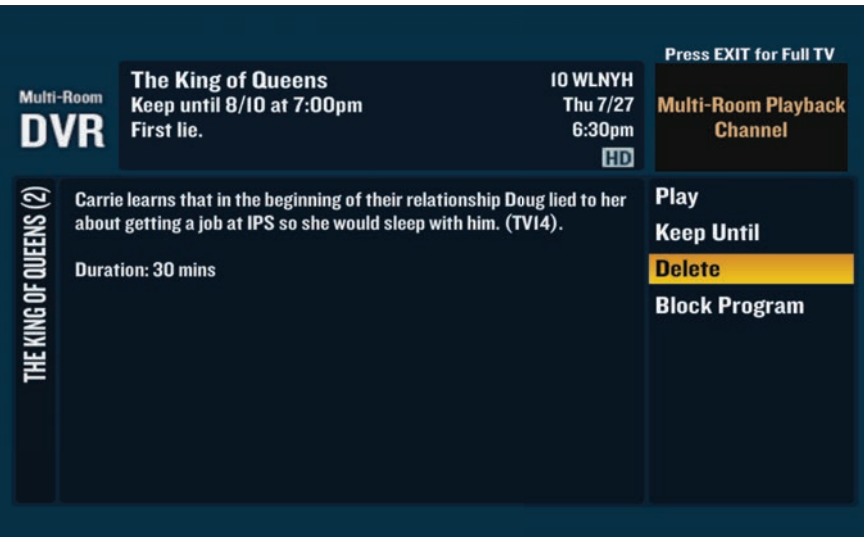 Press EXIT for Full TV
Multi-Room
DVR
The King of Queens
10 WLNYH
Keep until 8/10 at 7:00pm
Thu 7/27
First lie.
6:30pm
HD
Multi-Room Playback
Channel
THE KING OF QUEENS (2)
Carrie learns that in the beginning of their relationship Doug lied to her
about getting a job at IPS so she would sleep with him. (TV14).
Duration: 30 mins
Play
Keep Until
Delete
Block Program